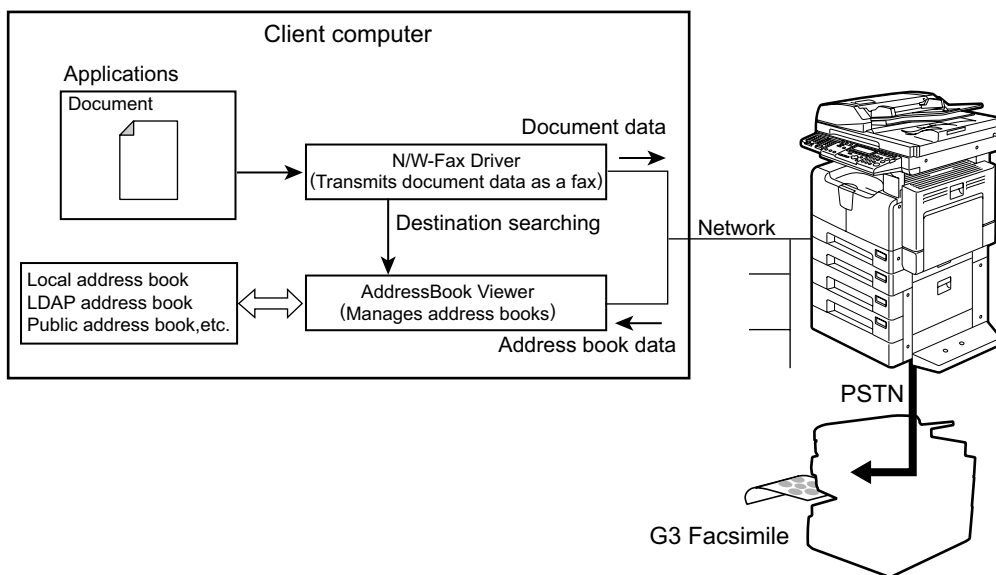 Client computer
Applications
Document
Document data
N/W-Fax Driver
(Transmits document data as a fax)
Destination searching
Network
Local address book
LDAP address book
Public address book,etc.
AddressBook Viewer
(Manages address books)
Address book data
PSTN
G3 Facsimile